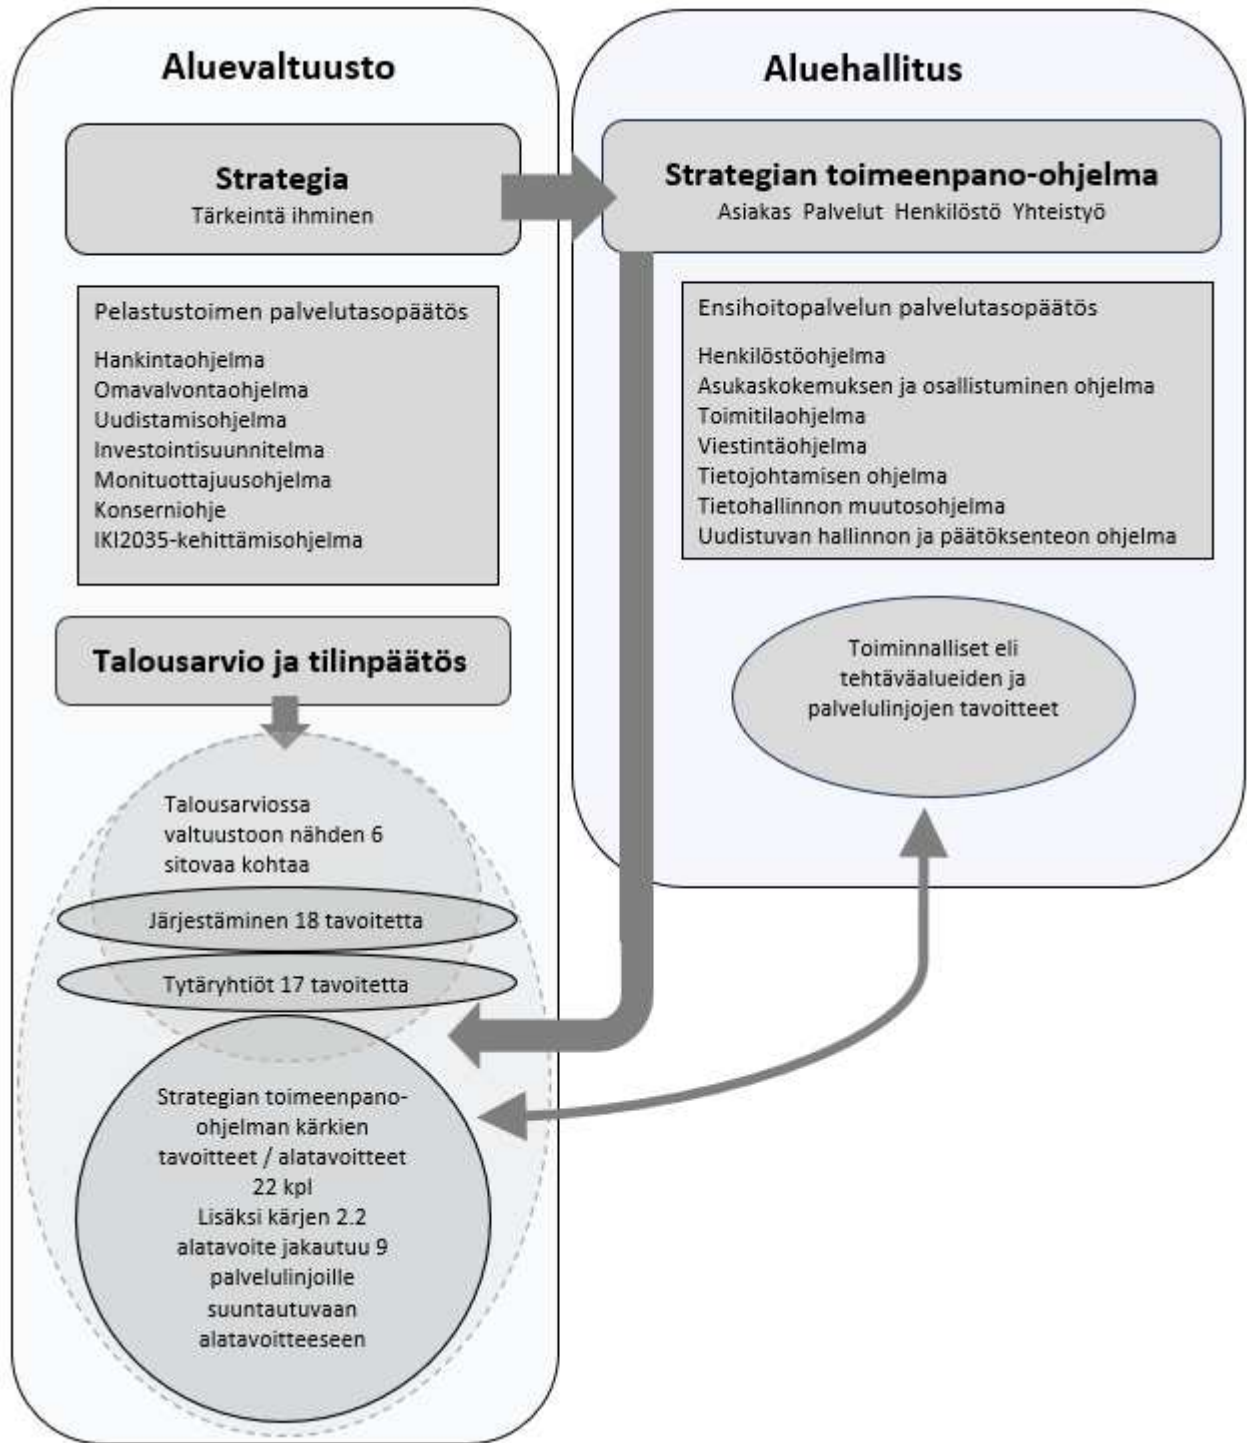 Aluevaltuusto
Strategia
Tärkeintä ihminen
Pelastustoimen palvelutasopäätös
Hankintaohjelma
Omavalvontaohjelma
Uudistamisohjelma
Investointisuunnitelma
Monituottajuusohjelma
Konserniohje
IKI2035-kehittämisohjelma
Talousarvio ja tilinpäätös
Talousarviossa
valtuustoon nähden 6
sitovaa kohtaa
Järjestäminen 18 tavoitetta
Tytäryhtiöt 17 tavoitetta
Strategian toimeenpano-
ohjelman kärkien
tavoitteet / alatavoitteet
22 kpl
Lisäksi kärjen 2.2
alatavoite jakautuu 9
palvelulinjoille
suuntautuvaan
alatavoitteeseen
Aluehallitus
Strategian toimeenpano-ohjelma
Asiakas Palvelut Henkilöstö Yhteistyö
Ensihoitopalvelun palvelutasopäätös
Henkilöstöohjelma
Asukaskokemuksen ja osallistuminen ohjelma
Toimitilaohjelma
Viestintäohjelma
Tietojohtamisen ohjelma
Tietohallinnon muutosohjelma
Uudistuvan hallinnon ja päätöksenteon ohjelma
Toiminnalliset eli
tehtäväalueiden ja
palvelulinjojen tavoitteet